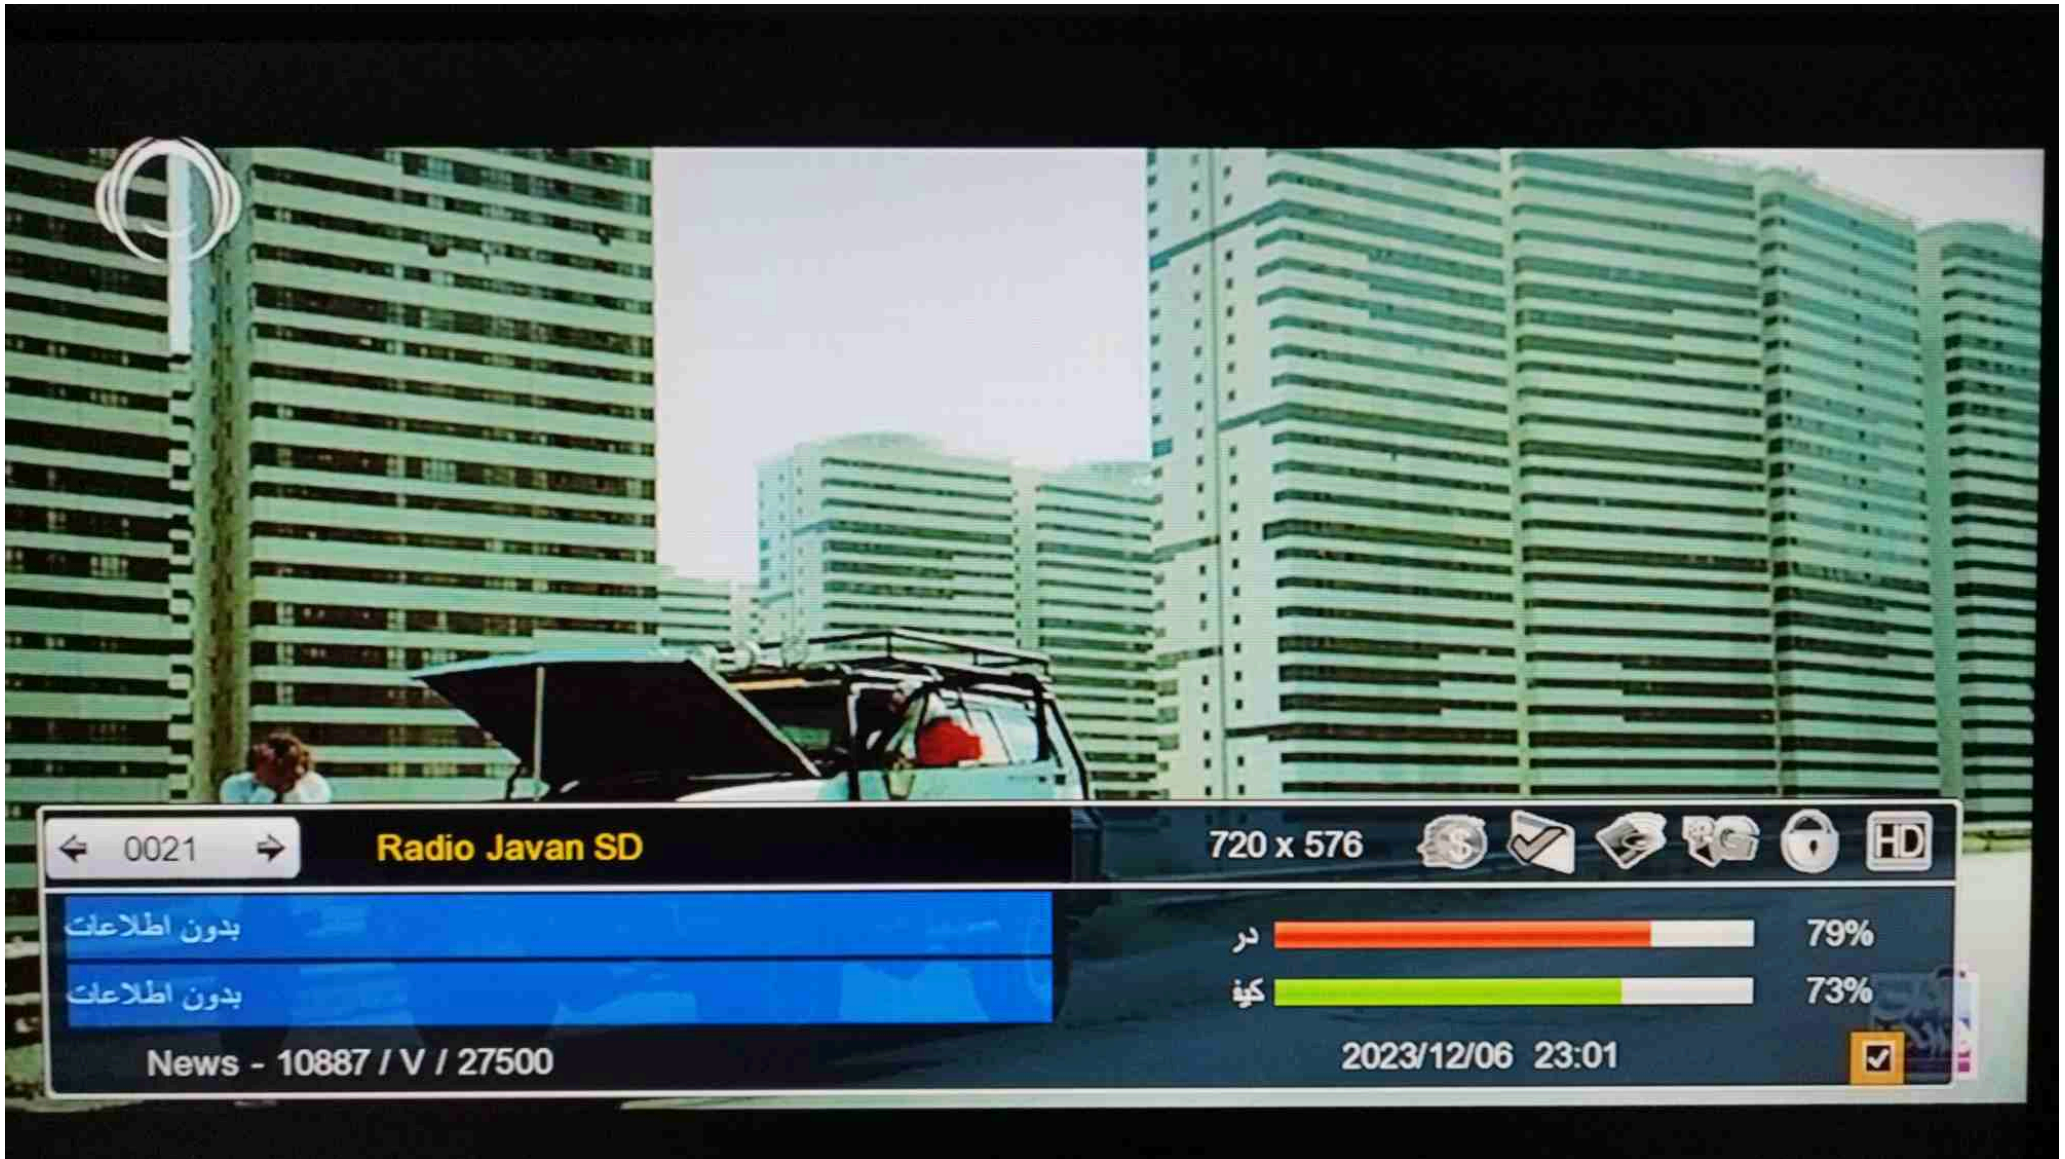 0021 Radio Javan SD 720 x 576 HD
بدون اطلاعات
در 79%
بدون اطلاعات
کیف 73%
News - 10887 / V / 27500 2023/12/06 23:01